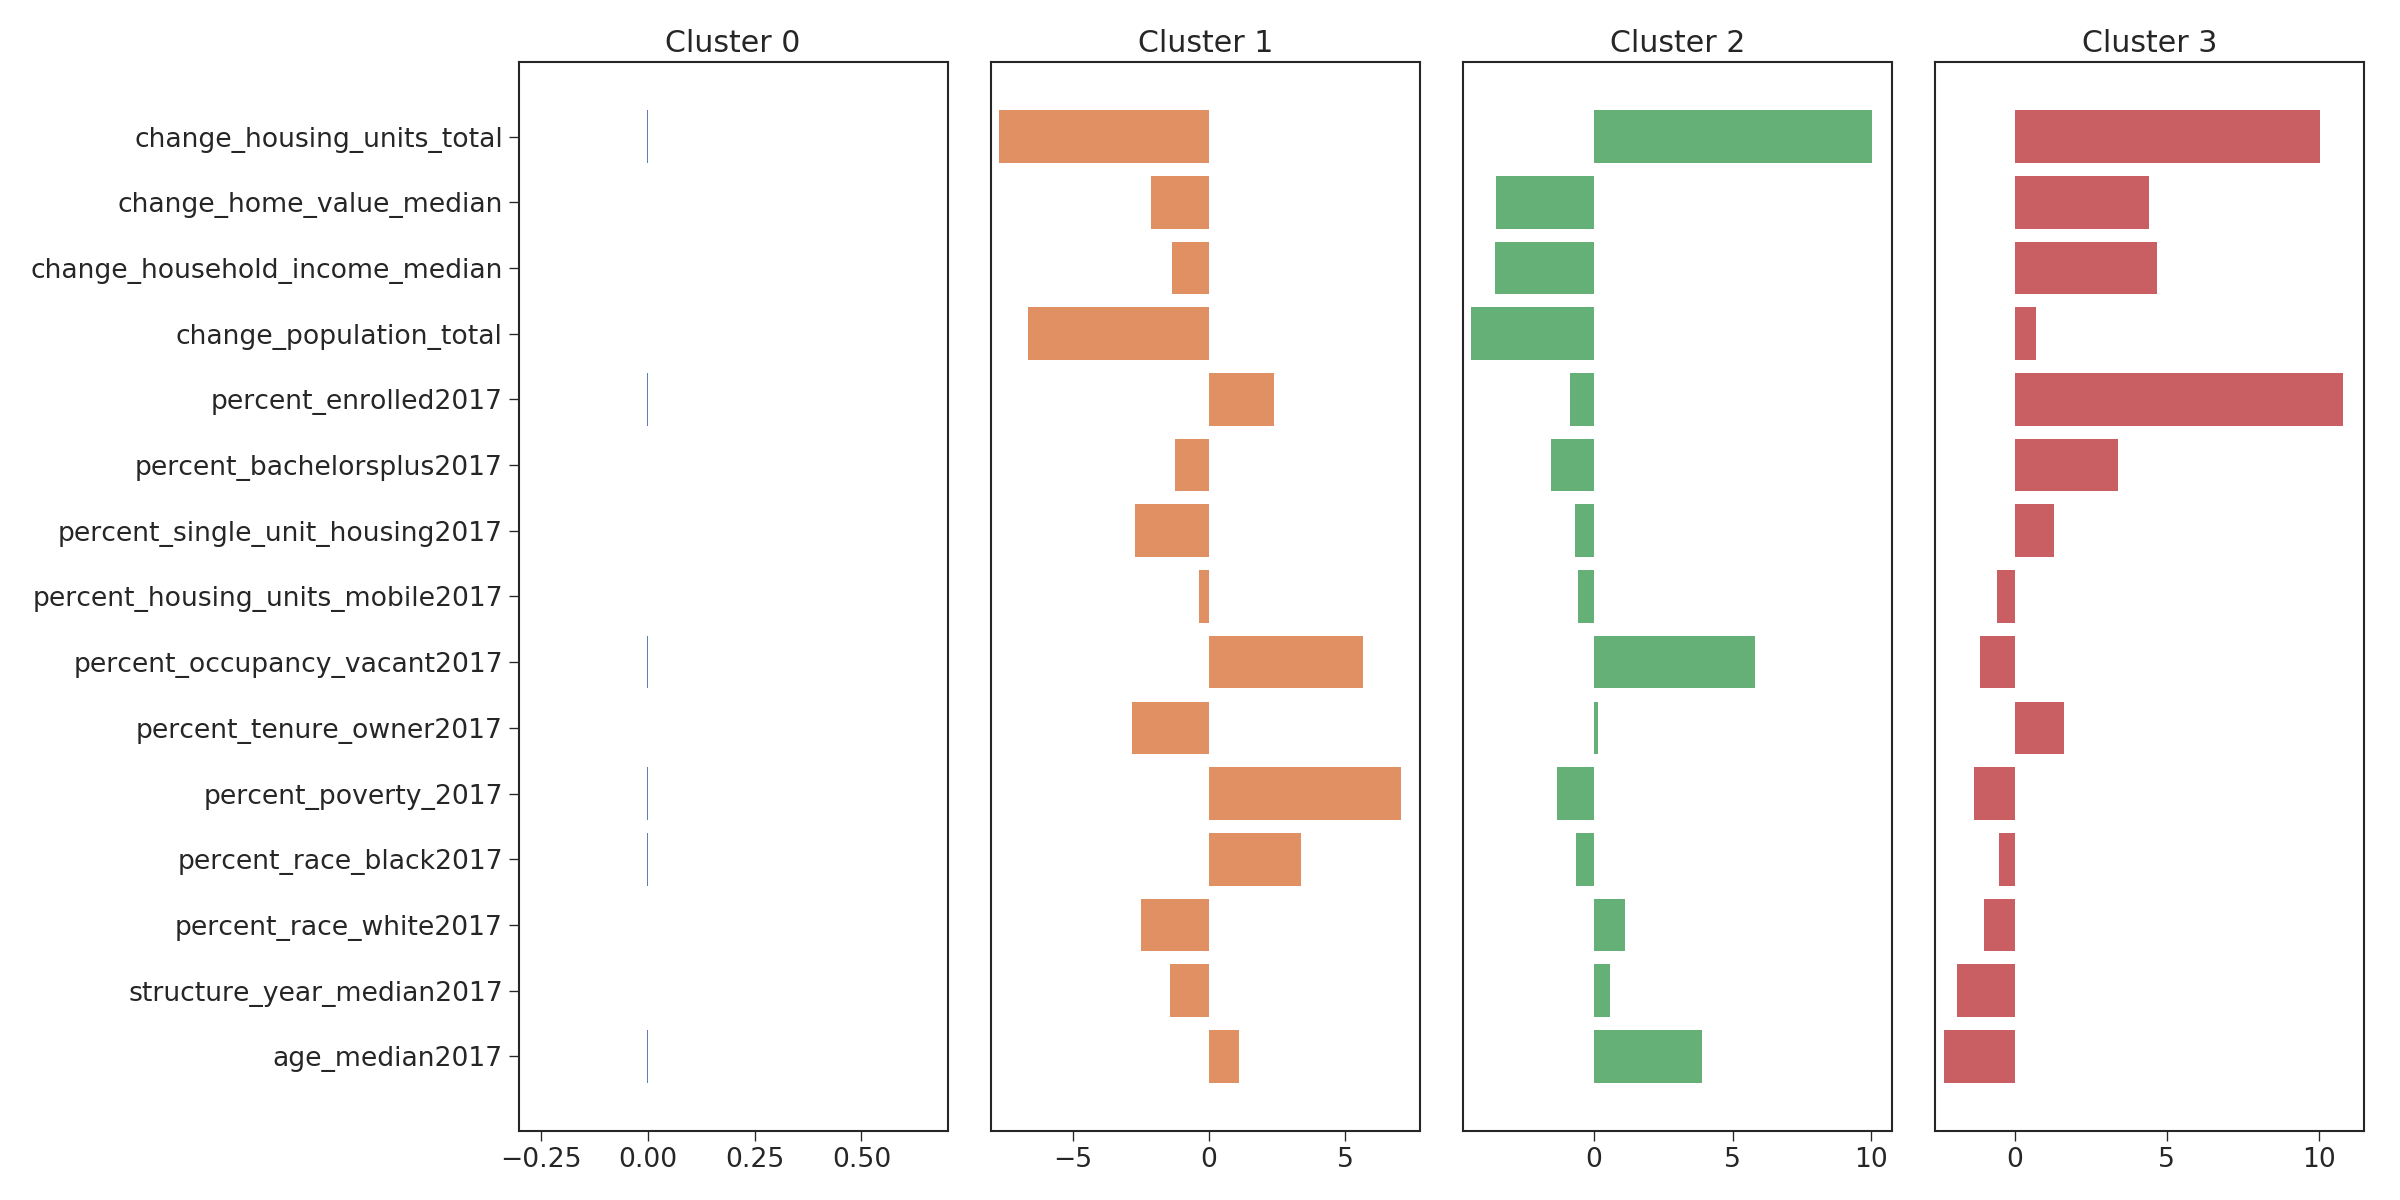 Cluster 0
Cluster 1
Cluster 2
Cluster 3
change_housing_units_total
change_home_value_median
change_household_income_median
change_population_total
percent_enrolled2017
percent_bachelorsplus2017
percent_single_unit_housing2017
percent_housing_units_mobile2017
percent_occupancy_vacant2017
percent_tenure_owner2017
percent_poverty_2017
percent_race_black2017
percent_race_white2017
structure_year_median2017
age_median2017
−0.25 0.00 0.25 0.50
−5 0 5
0 5 10
0 5 10